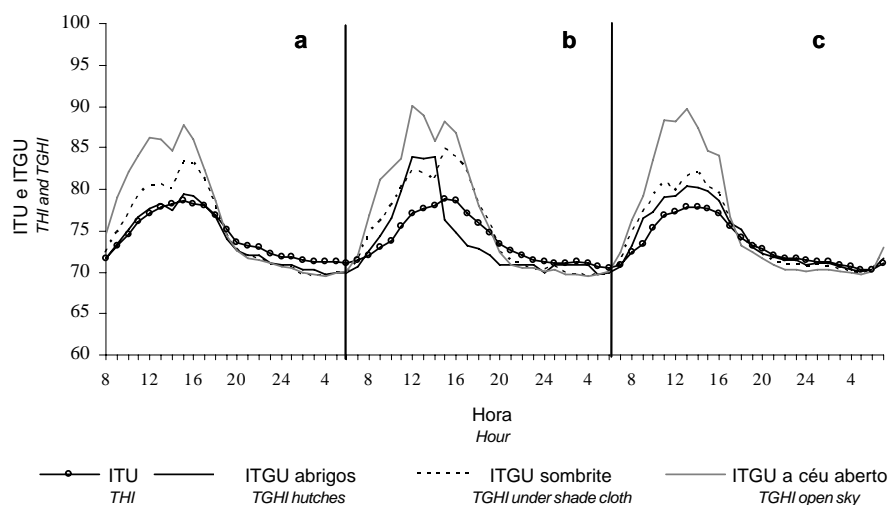 100
95
90
85
80
75
70
65
60
ITU e ITGU
THI and TGHI
a b c
8 12 16 20 24 4 8 12 16 20 24 4 8 12 16 20 24 4
Hora
Hour
ITU ITGU abrigos ITGU sombrite ITGU a céu aberto
THI TGHI hutches TGHI under shade cloth TGHI open sky